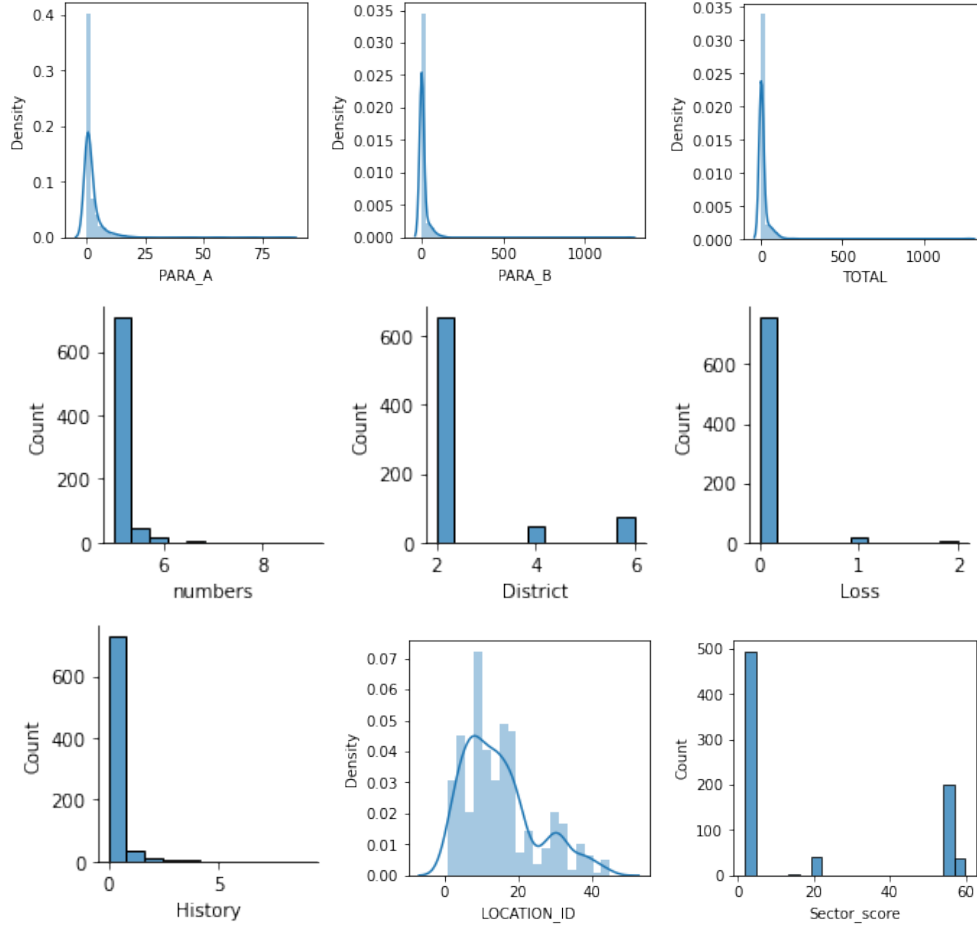 0.4
0.3
0.2
0.1
0.0
Density
0 25 50 75
PARA_A
0.035
0.030
0.025
0.020
0.015
0.010
0.005
0.000
Density
0 500 1000
PARA_B
0.035
0.030
0.025
0.020
0.015
0.010
0.005
0.000
Density
0 500 1000
TOTAL
600
400
200
0
Count
6 8
numbers
600
400
200
0
Count
2 4 6
District
600
400
200
0
Count
0 1 2
Loss
600
400
200
0
Count
0 5
History
0.07
0.06
0.05
0.04
0.03
0.02
0.01
0.00
Density
0 20 40
LOCATION_ID
500
400
300
200
100
0
Count
0 20 40 60
Sector_score